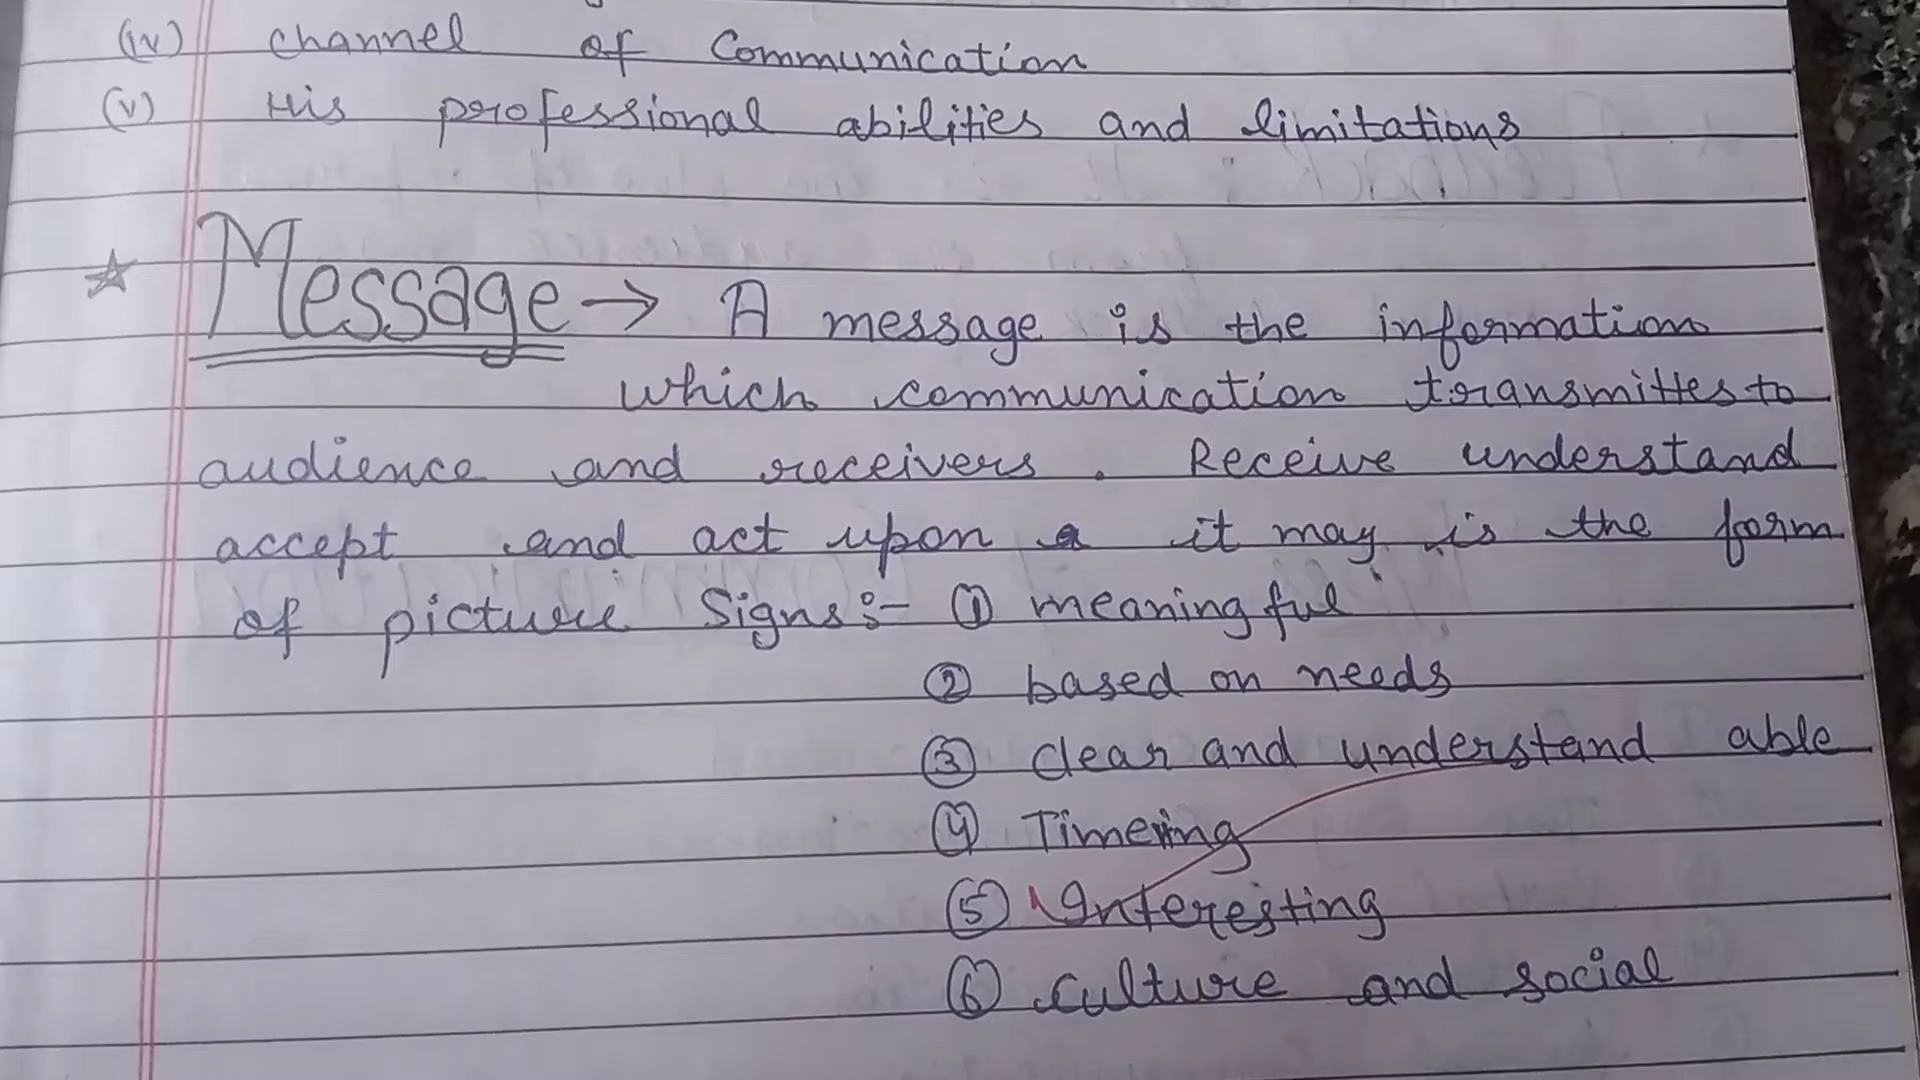 (iv) channel of Communication
(v) His professional abilities and limitations
☆ Message → A message is the information
which communication transmittes to
audience and receivers. Receive understand
accept and act upon it may is the form
of picture Signs:- ① meaningful
② based on needs
③ clear and understand able
④ Timering
⑤ Interesting
⑥ culture and social